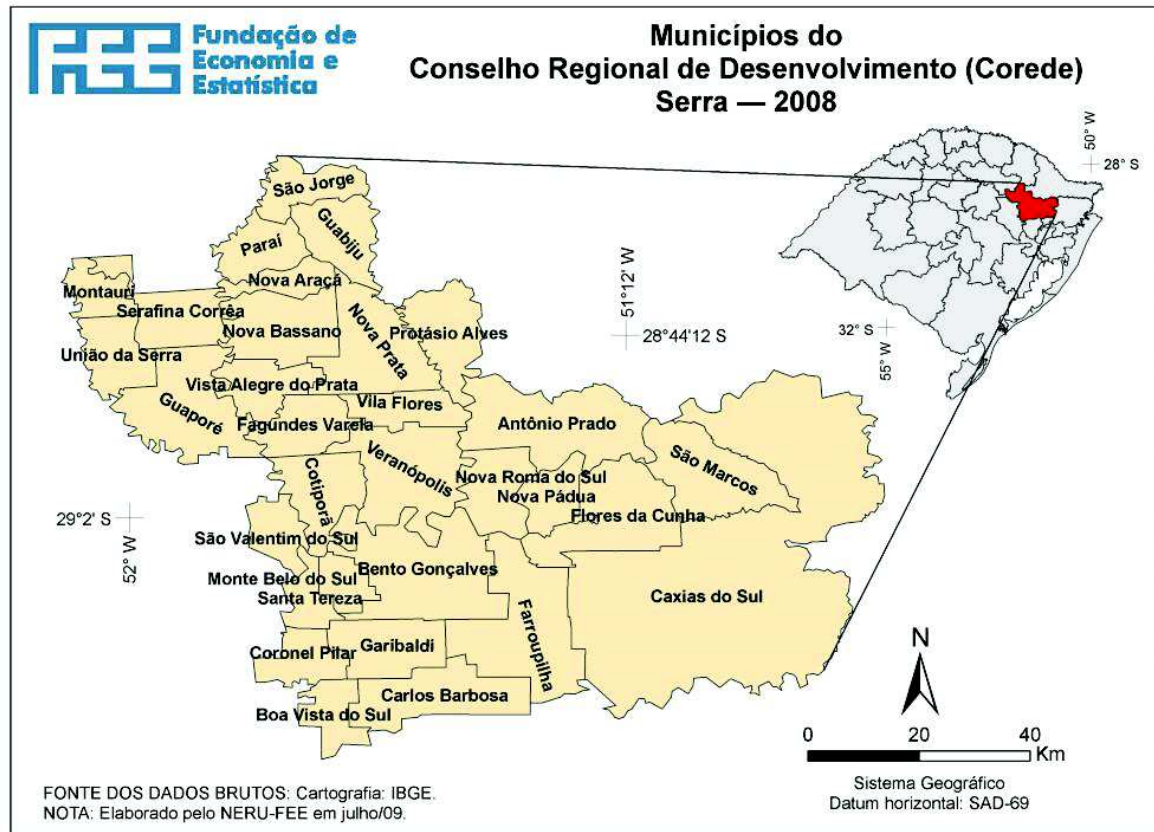 FEE
Fundação de
Economia e
Estatística
Municípios do
Conselho Regional de Desenvolvimento (Corede)
Serra — 2008
50° W
28° S
32° S
55° W
51°12' W
28°44'12 S
29°2' S
52° W
São Jorge
Guabiju
Paraí
Nova Araçá
Montauri
Serafina Corrêa
Nova Bassano
Nova Prata
Protásio Alves
União da Serra
Vista Alegre do Prata
Guaporé
Vila Flores
Fagundes Varela
Antônio Prado
Veranópolis
São Marcos
Cotiporã
Nova Roma do Sul
Nova Pádua
Flores da Cunha
São Valentim do Sul
Bento Gonçalves
Monte Belo do Sul
Santa Tereza
Caxias do Sul
Farroupilha
Coronel Pilar
Garibaldi
Carlos Barbosa
Boa Vista do Sul
N
0 20 40
Km
Sistema Geográfico
Datum horizontal: SAD-69
FONTE DOS DADOS BRUTOS: Cartografia: IBGE.
NOTA: Elaborado pelo NERU-FEE em julho/09.